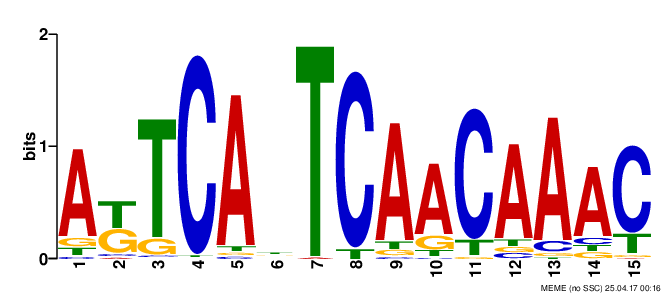 2
bits
1
0
A T T C A T C A A C A A A C
1 2 3 4 5 6 7 8 9 10 11 12 13 14 15
MEME (no SSC) 25.04.17 00:16